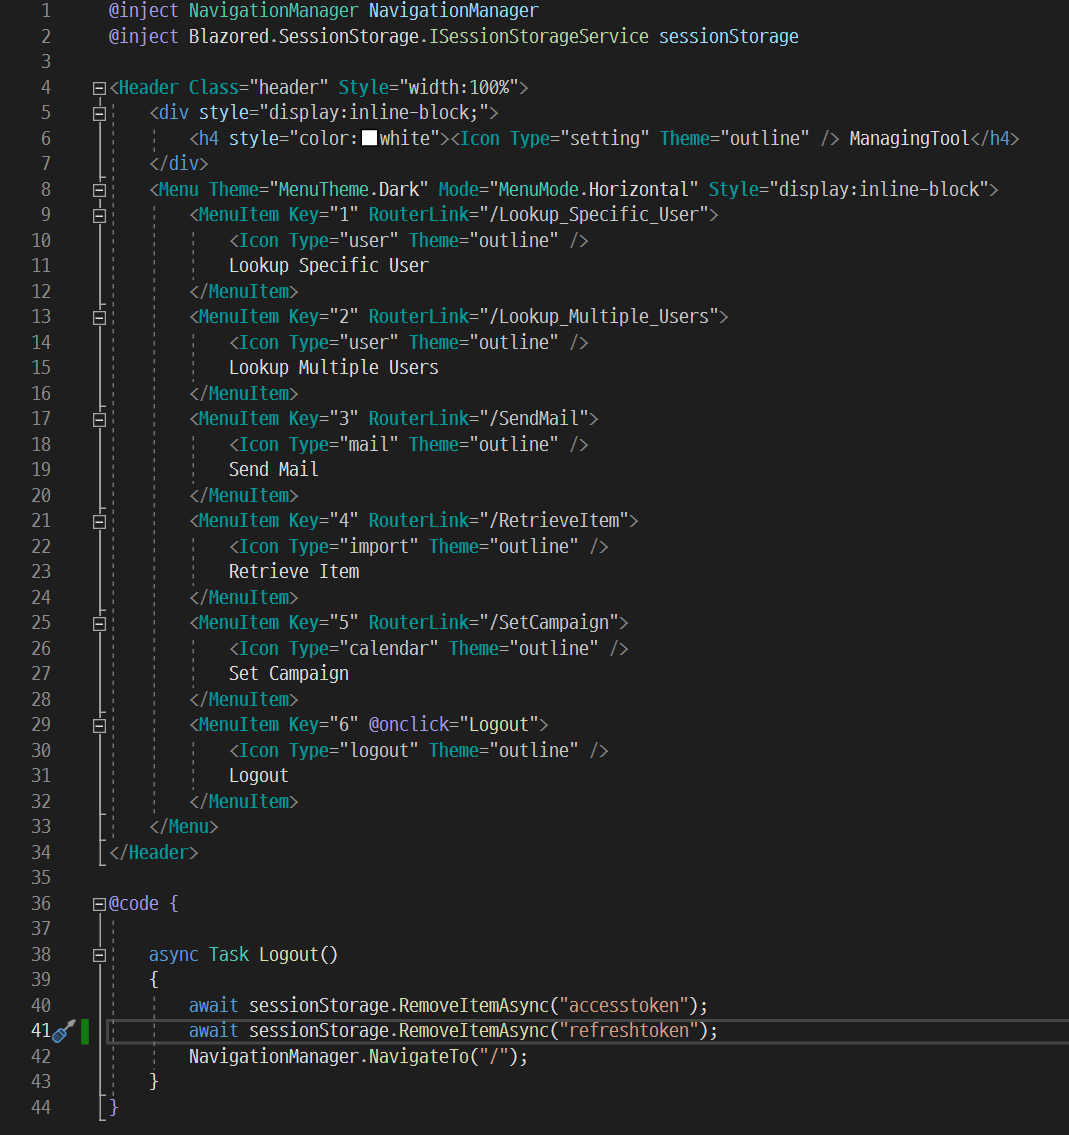 1 @inject NavigationManager NavigationManager
2 @inject Blazored.SessionStorage.ISessionStorageService sessionStorage
3
4 <Header Class="header" Style="width:100%">
5 <div style="display:inline-block;">
6 <h4 style="color:white"><Icon Type="setting" Theme="outline" /> ManagingTool</h4>
7 </div>
8 <Menu Theme="MenuTheme.Dark" Mode="MenuMode.Horizontal" Style="display:inline-block">
9 <MenuItem Key="1" RouterLink="/Lookup_Specific_User">
10 <Icon Type="user" Theme="outline" />
11 Lookup Specific User
12 </MenuItem>
13 <MenuItem Key="2" RouterLink="/Lookup_Multiple_Users">
14 <Icon Type="user" Theme="outline" />
15 Lookup Multiple Users
16 </MenuItem>
17 <MenuItem Key="3" RouterLink="/SendMail">
18 <Icon Type="mail" Theme="outline" />
19 Send Mail
20 </MenuItem>
21 <MenuItem Key="4" RouterLink="/RetrieveItem">
22 <Icon Type="import" Theme="outline" />
23 Retrieve Item
24 </MenuItem>
25 <MenuItem Key="5" RouterLink="/SetCampaign">
26 <Icon Type="calendar" Theme="outline" />
27 Set Campaign
28 </MenuItem>
29 <MenuItem Key="6" @onclick="Logout">
30 <Icon Type="logout" Theme="outline" />
31 Logout
32 </MenuItem>
33 </Menu>
34 </Header>
35
36 @code {
37
38 async Task Logout()
39 {
40 await sessionStorage.RemoveItemAsync("accesstoken");
41 await sessionStorage.RemoveItemAsync("refreshtoken");
42 NavigationManager.NavigateTo("/");
43 }
44 }